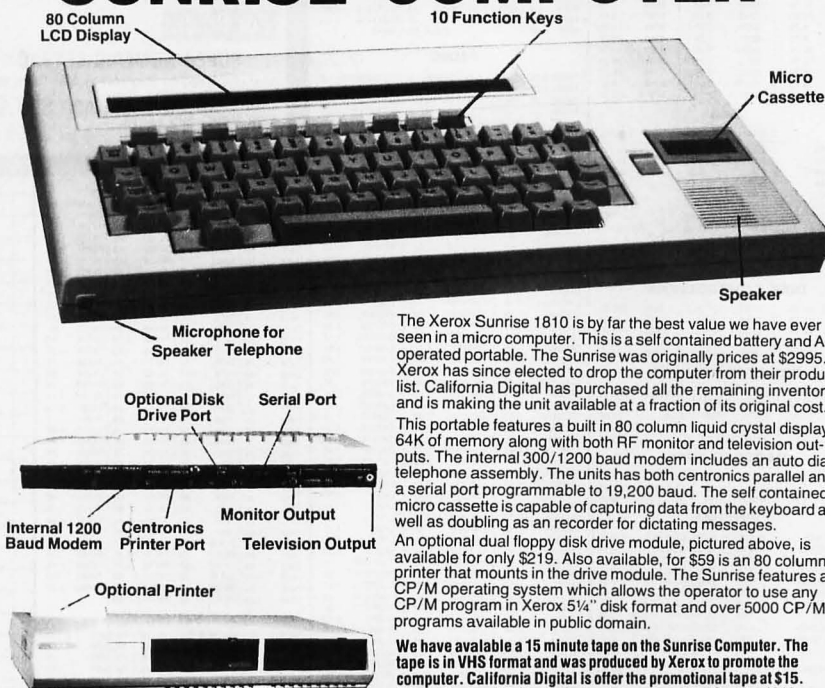 SUNRISE COMPUTER
80 Column
LCD Display
10 Function Keys
Micro
Cassette
Speaker
Microphone for
Speaker Telephone
Optional Disk
Drive Port
Serial Port
Internal 1200
Baud Modem
Centronics
Printer Port
Monitor Output
Television Output
Optional Printer
The Xerox Sunrise 1810 is by far the best value we have ever
seen in a micro computer. This is a self contained battery and A
operated portable. The Sunrise was originally prices at $2995.
Xerox has since elected to drop the computer from their produ
list. California Digital has purchased all the remaining inventor
and is making the unit available at a fraction of its original cost.
This portable features a built in 80 column liquid crystal display
64K of memory along with both RF monitor and television out-
puts. The internal 300/1200 baud modem includes an auto dia
telephone assembly. The units has both centronics parallel an
a serial port programmable to 19,200 baud. The self contained
micro cassette is capable of capturing data from the keyboard a
well as doubling as an recorder for dictating messages.
An optional dual floppy disk drive module, pictured above, is
available for only $219. Also available, for $59 is an 80 column
printer that mounts in the drive module. The Sunrise features a
CP/M operating system which allows the operator to use any
CP/M program in Xerox 5¼" disk format and over 5000 CP/M
programs available in public domain.
We have avalable a 15 minute tape on the Sunrise Computer. The
tape is in VHS format and was produced by Xerox to promote the
computer. California Digital is offer the promotional tape at $15.